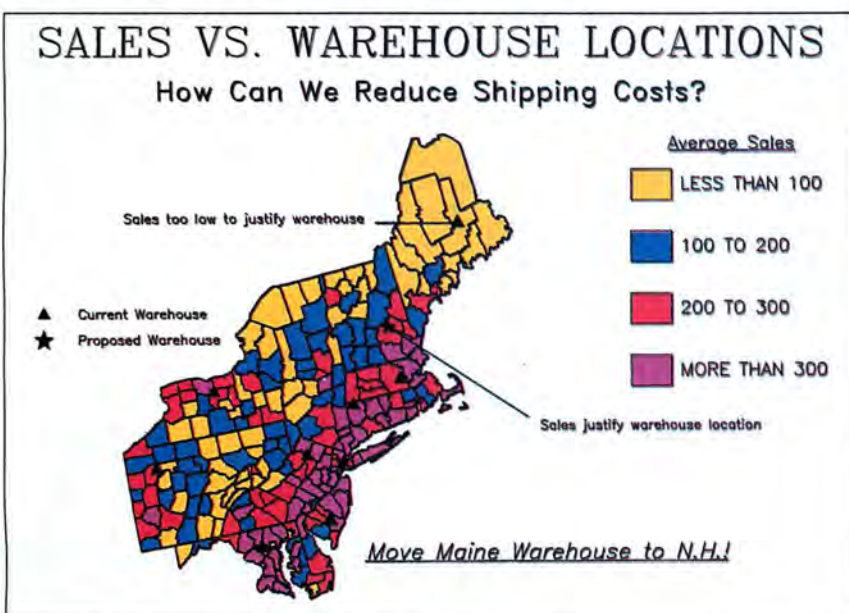 SALES VS. WAREHOUSE LOCATIONS
How Can We Reduce Shipping Costs?
Average Sales
LESS THAN 100
100 TO 200
200 TO 300
MORE THAN 300
Sales too low to justify warehouse
Current Warehouse
Proposed Warehouse
Sales justify warehouse location
Move Maine Warehouse to N.H.!